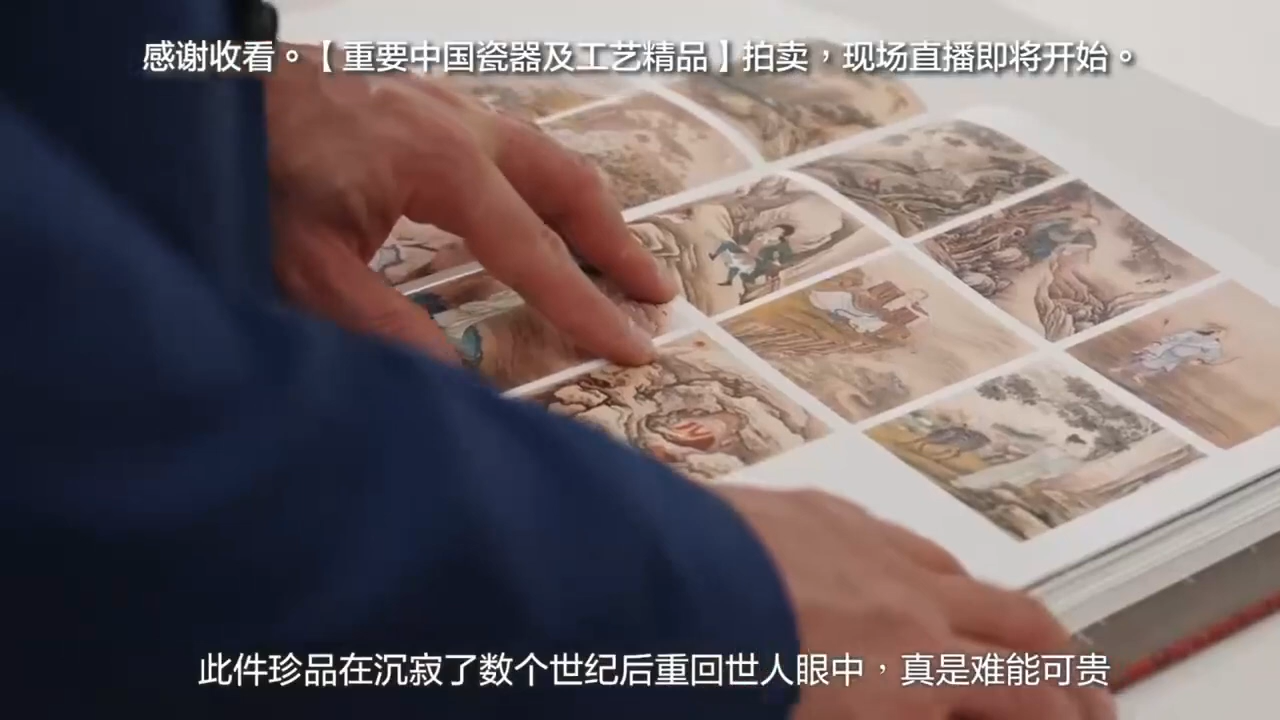 感谢收看。【重要中国瓷器及工艺精品】拍卖，现场直播即将开始。
此件珍品在沉寂了数个世纪后重回世人眼中，真是难能可贵